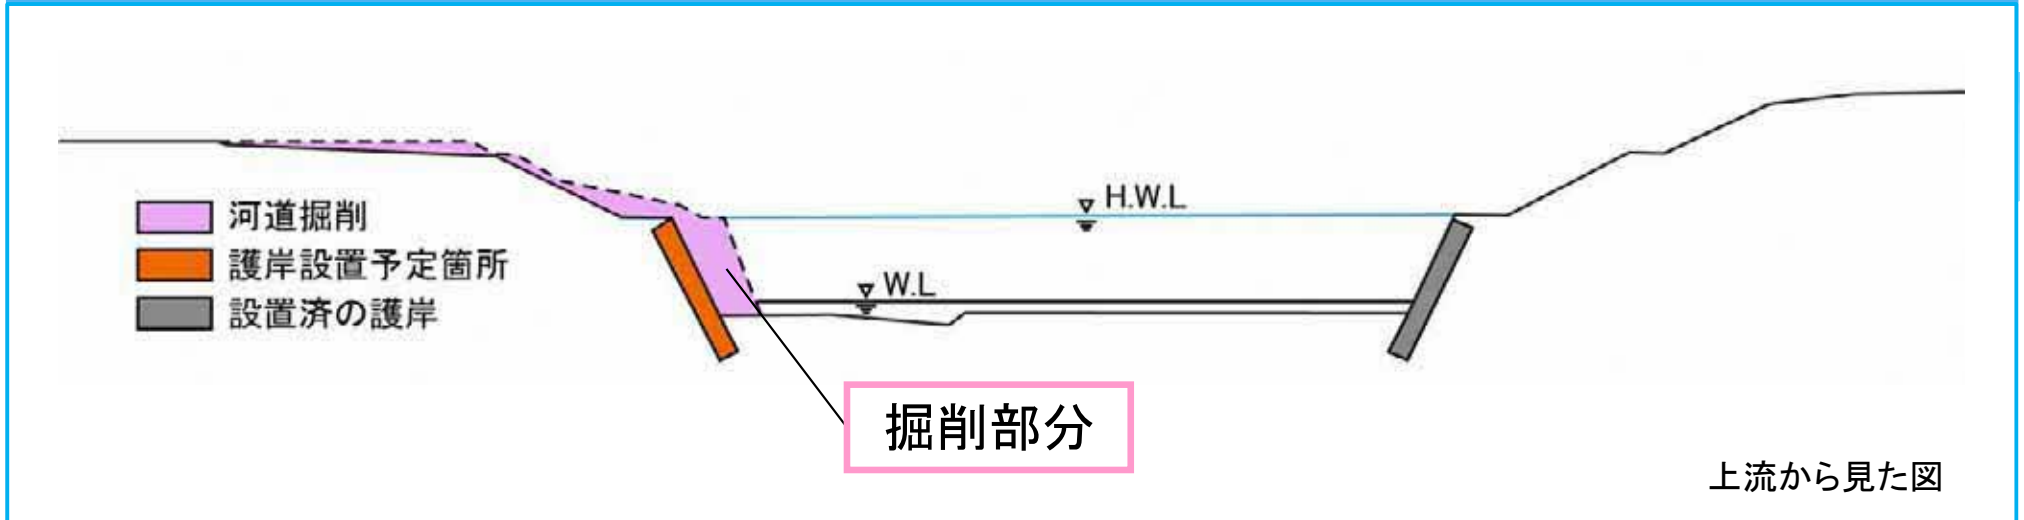 H.W.L
河道掘削
護岸設置予定箇所
W.L
設置済の護岸
掘削部分
上流から見た図